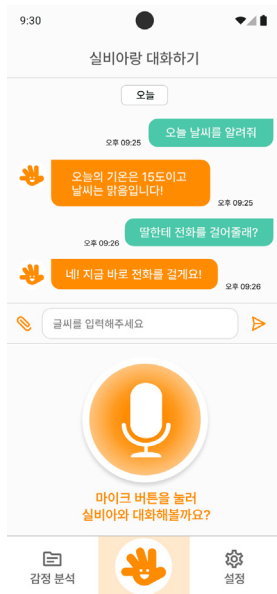 9:30
실비아랑 대화하기
오늘
오늘 날씨를 알려줘
오후 09:25
오늘의 기온은 15도이고
날씨는 맑음입니다!
오후 09:25
딸한테 전화를 걸어줄래?
오후 09:26
네! 지금 바로 전화를 걸게요!
오후 09:26
글씨를 입력해주세요
마이크 버튼을 눌러
실비아와 대화해볼까요?
감정 분석
설정